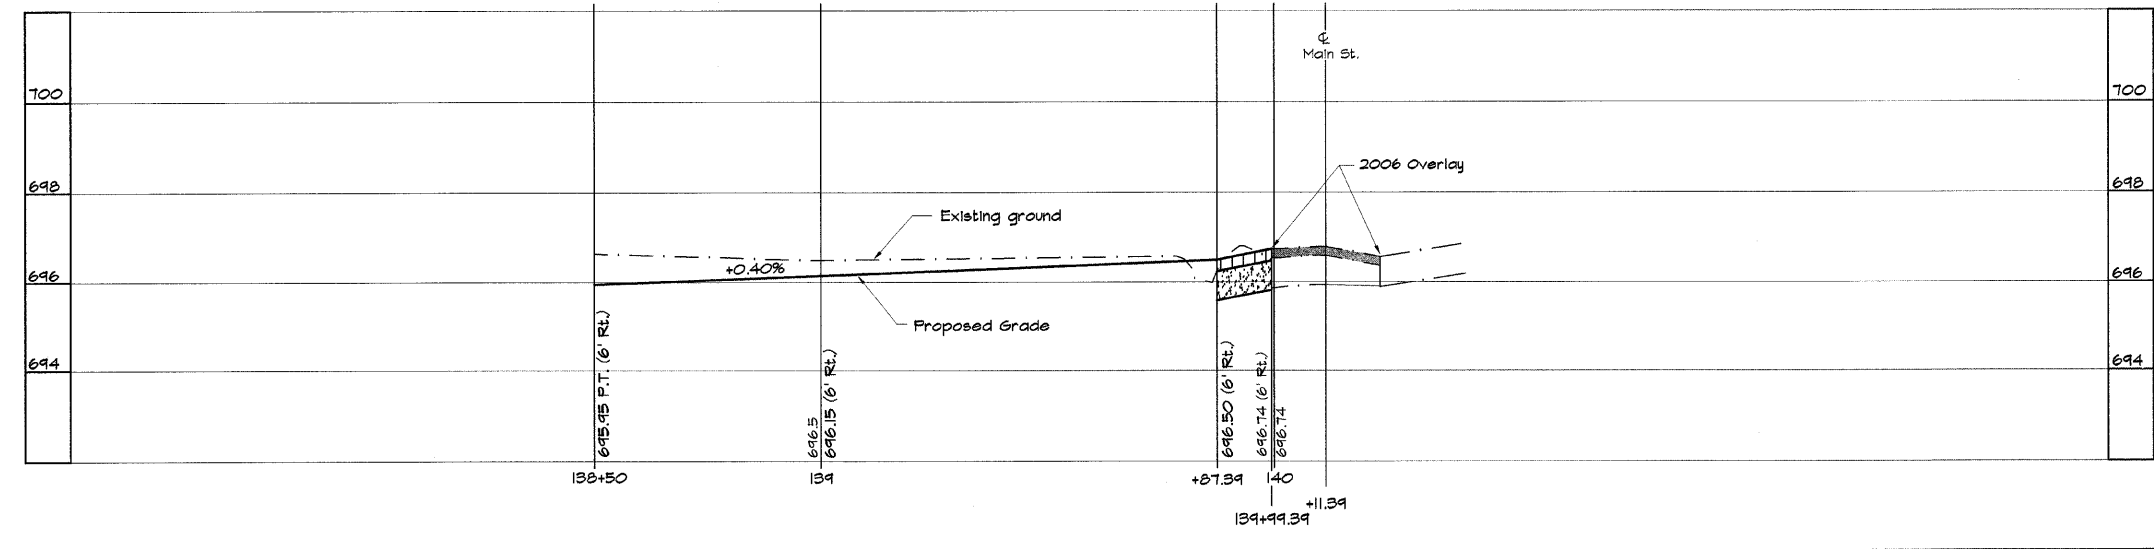 ℄
Main St.
700
700
2006 Overlay
698
698
Existing ground
+0.40%
696
696
Proposed Grade
694
694
695.95 P.T. (6' Rt.)
696.5
696.15 (6' Rt.)
696.50 (6' Rt.)
696.74 (6' Rt.)
696.74
138+50
139
+87.39
140
+11.39
139+99.39